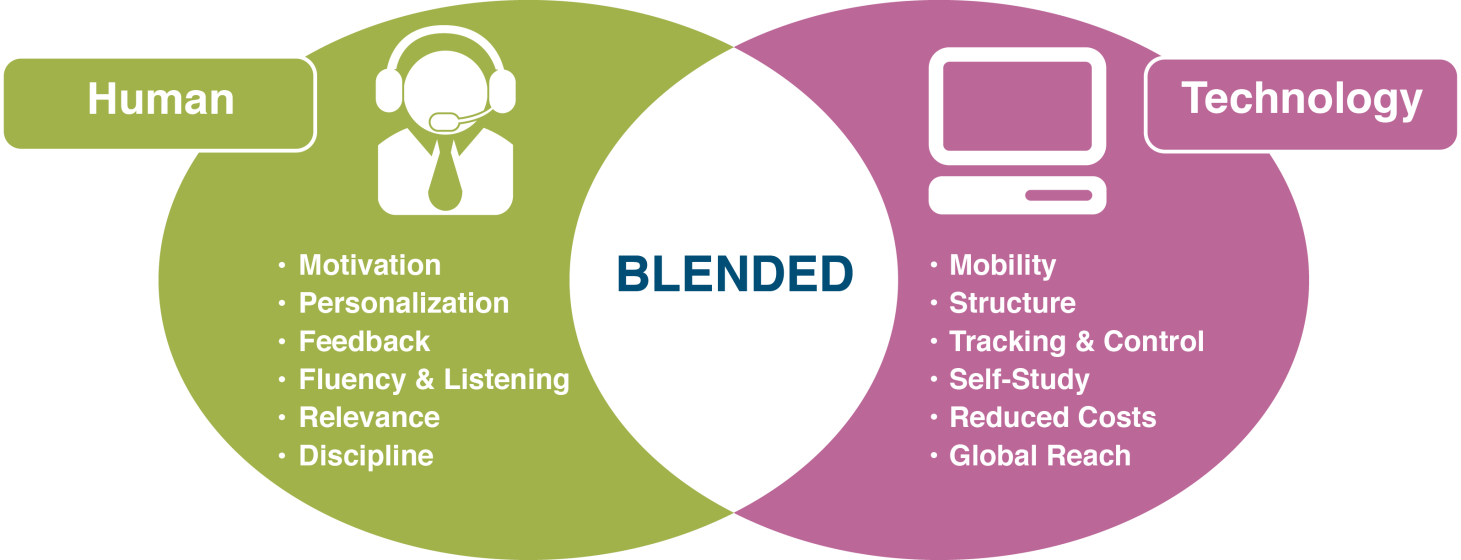 Human
Technology
BLENDED
• Motivation
• Personalization
• Feedback
• Fluency & Listening
• Relevance
• Discipline
• Mobility
• Structure
• Tracking & Control
• Self-Study
• Reduced Costs
• Global Reach